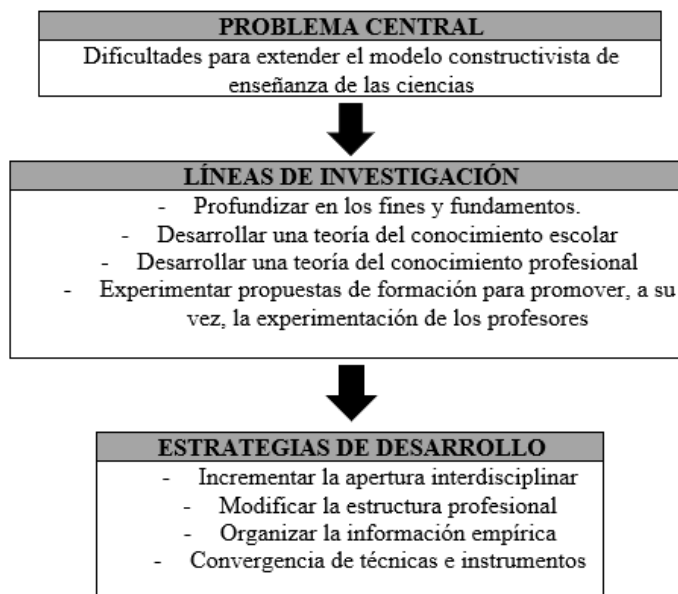 PROBLEMA CENTRAL
Dificultades para extender el modelo constructivista de
enseñanza de las ciencias
LÍNEAS DE INVESTIGACIÓN
- Profundizar en los fines y fundamentos.
- Desarrollar una teoría del conocimiento escolar
- Desarrollar una teoría del conocimiento profesional
- Experimentar propuestas de formación para promover, a su
vez, la experimentación de los profesores
ESTRATEGIAS DE DESARROLLO
- Incrementar la apertura interdisciplinar
- Modificar la estructura profesional
- Organizar la información empírica
- Convergencia de técnicas e instrumentos